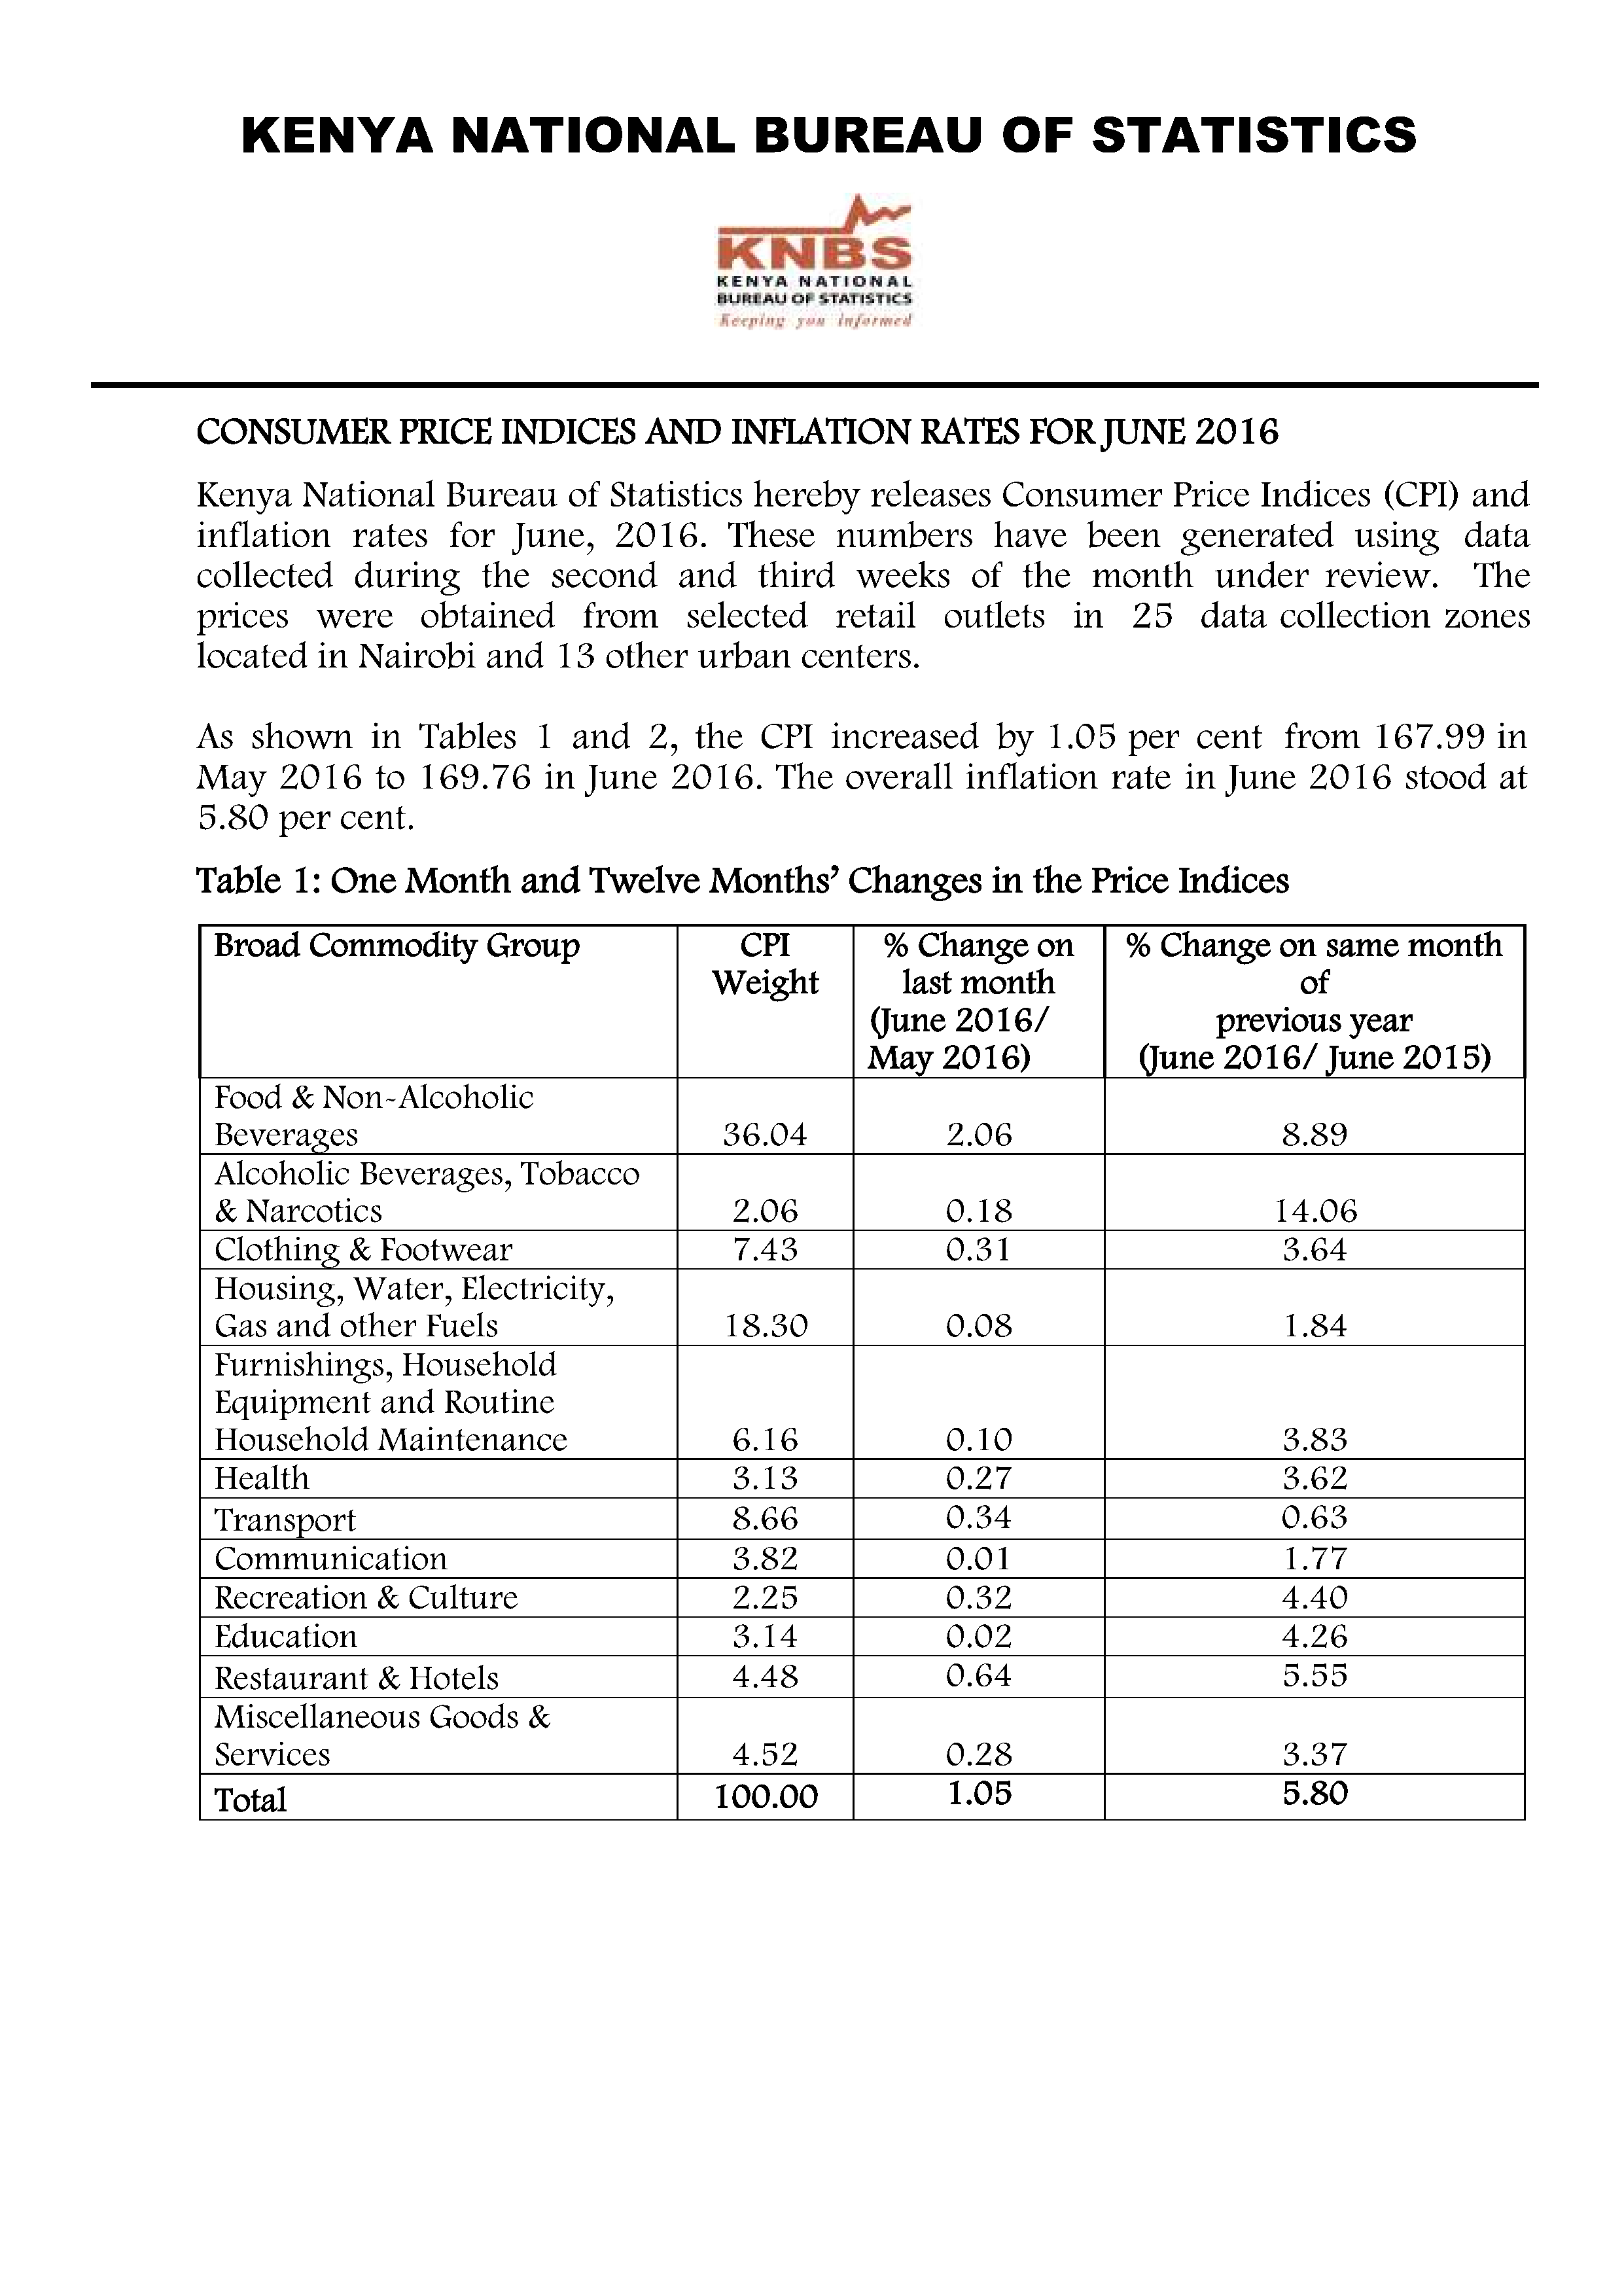 KENYA NATIONAL BUREAU OF STATISTICS
KNBS
KENYA NATIONAL
BUREAU OF STATISTICS
Keeping you informed
CONSUMER PRICE INDICES AND INFLATION RATES FOR JUNE 2016
Kenya National Bureau of Statistics hereby releases Consumer Price Indices (CPI) and
inflation rates for June, 2016. These numbers have been generated using data
collected during the second and third weeks of the month under review. The
prices were obtained from selected retail outlets in 25 data collection zones
located in Nairobi and 13 other urban centers.
As shown in Tables 1 and 2, the CPI increased by 1.05 per cent from 167.99 in
May 2016 to 169.76 in June 2016. The overall inflation rate in June 2016 stood at
5.80 per cent.
Table 1: One Month and Twelve Months’ Changes in the Price Indices
Broad Commodity Group CPI % Change on % Change on same month
Weight last month of
(June 2016/ previous year
May 2016) (June 2016/ June 2015)
Food & Non-Alcoholic
Beverages 36.04 2.06 8.89
Alcoholic Beverages, Tobacco
& Narcotics 2.06 0.18 14.06
Clothing & Footwear 7.43 0.31 3.64
Housing, Water, Electricity,
Gas and other Fuels 18.30 0.08 1.84
Furnishings, Household
Equipment and Routine
Household Maintenance 6.16 0.10 3.83
Health 3.13 0.27 3.62
Transport 8.66 0.34 0.63
Communication 3.82 0.01 1.77
Recreation & Culture 2.25 0.32 4.40
Education 3.14 0.02 4.26
Restaurant & Hotels 4.48 0.64 5.55
Miscellaneous Goods &
Services 4.52 0.28 3.37
Total 100.00 1.05 5.80